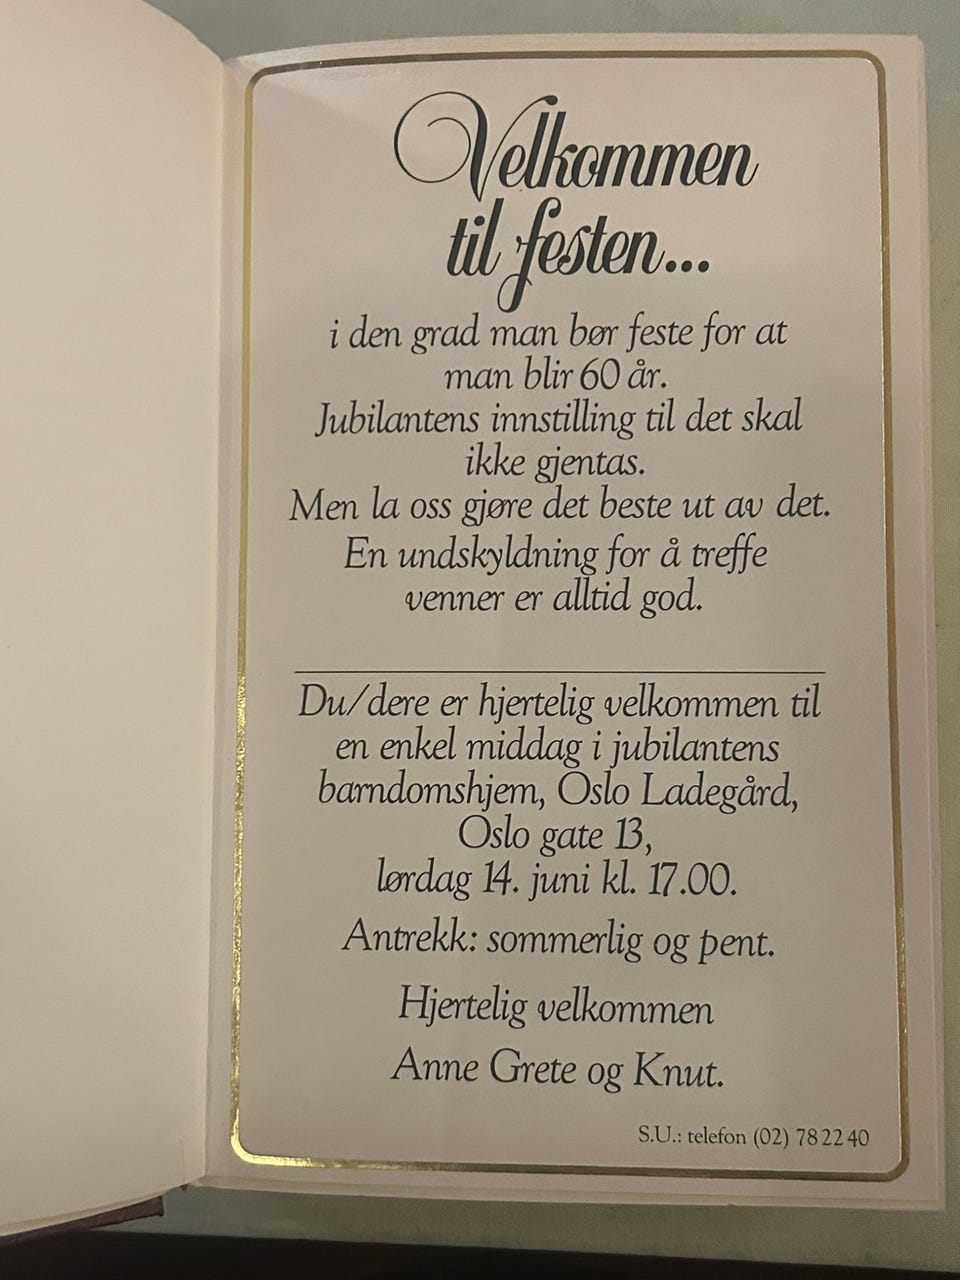 Velkommen
til festen...
i den grad man bør feste for at
man blir 60 år.
Jubilantens innstilling til det skal
ikke gjentas.
Men la oss gjøre det beste ut av det.
En undskyldning for å treffe
venner er alltid god.
Du/dere er hjertelig velkommen til
en enkel middag i jubilantens
barndomshjem, Oslo Ladegård,
Oslo gate 13,
lørdag 14. juni kl. 17.00.
Antrekk: sommerlig og pent.
Hjertelig velkommen
Anne Grete og Knut.
S.U.: telefon (02) 78 22 40